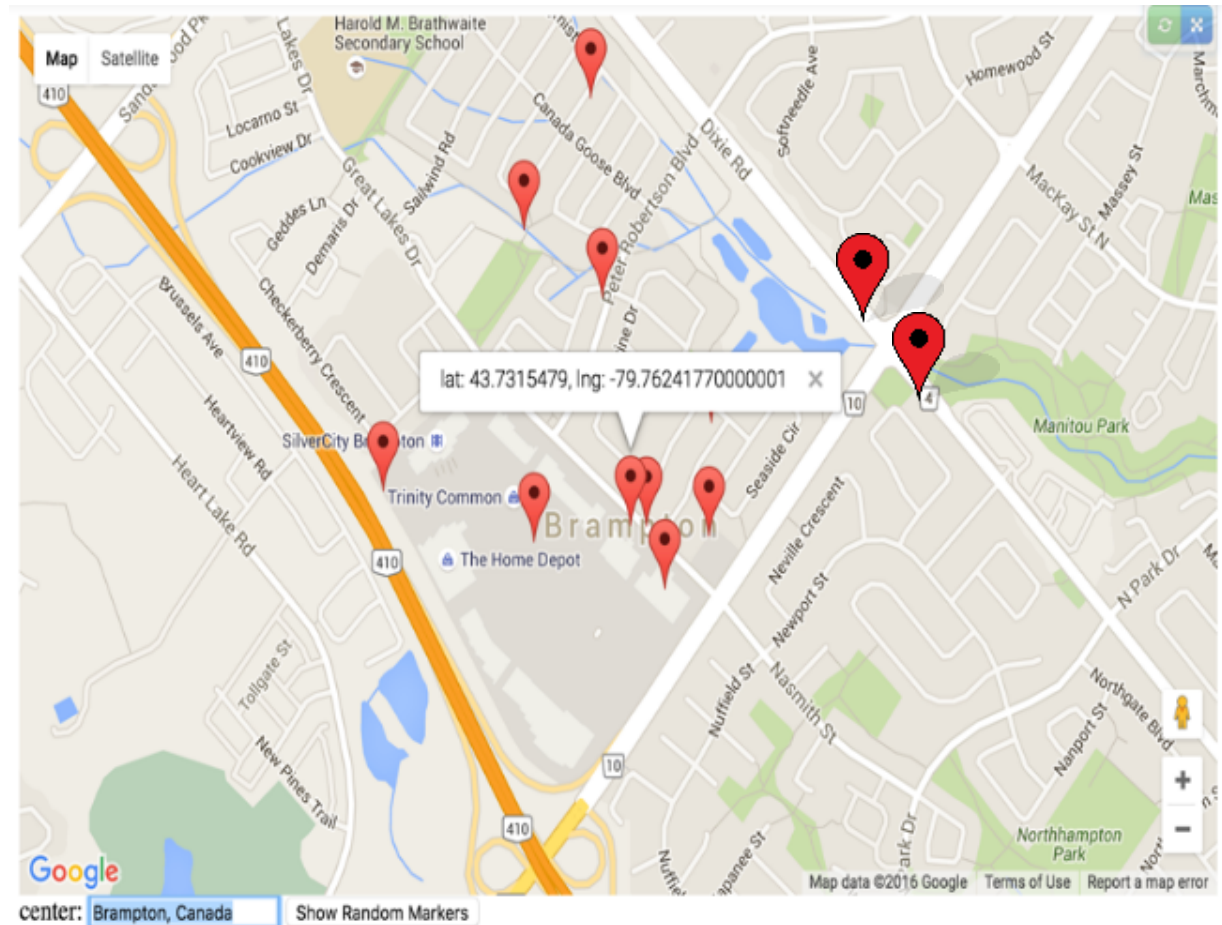 Map Satellite
Harold M. Brathwaite
Secondary School
410
Locarno St
Cookview Dr
Lakes Dr
Great Lakes Dr
Sailwind Rd
Canada Goose Blvd
Dixie Rd
Peter Robertson Blvd
Softneedle Ave
Homewood St
MacKay St N
Massey St
Geddes Ln
Demaris Dr
Brussels Ave
Checkerberry Crescent
410
Heartview Rd
Heart Lake Rd
lat: 43.7315479, lng: -79.76241770000001 ×
10
4
Manitou Park
SilverCity
Trinity Common
Brampton
The Home Depot
410
Seaside Cir
Neville Crescent
Newport St
N Park Dr
Nuffield St
Nasmith St
Northgate Blvd
Nanport St
Tollgate St
New Pines Trail
10
410
Park Dr
Northhampton
Park
+
−
Google
Map data ©2016 Google Terms of Use Report a map error
center: Brampton, Canada Show Random Markers